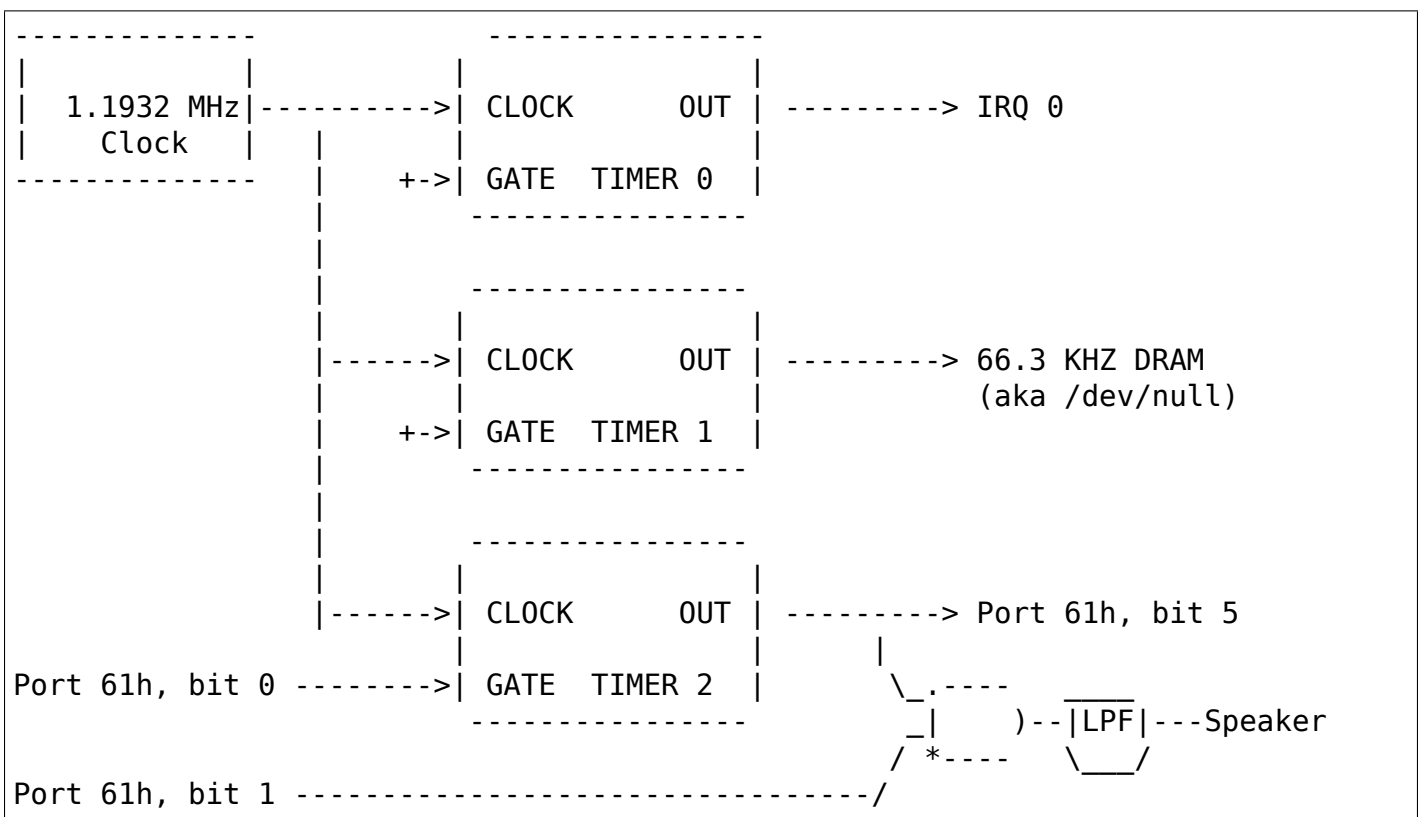 1.1932 MHz CLOCK OUT IRQ 0
Clock
+ GATE TIMER 0
CLOCK OUT 66.3 KHZ DRAM
(aka /dev/null)
+ GATE TIMER 1
CLOCK OUT Port 61h, bit 5
Port 61h, bit 0 GATE TIMER 2
LPF Speaker
Port 61h, bit 1